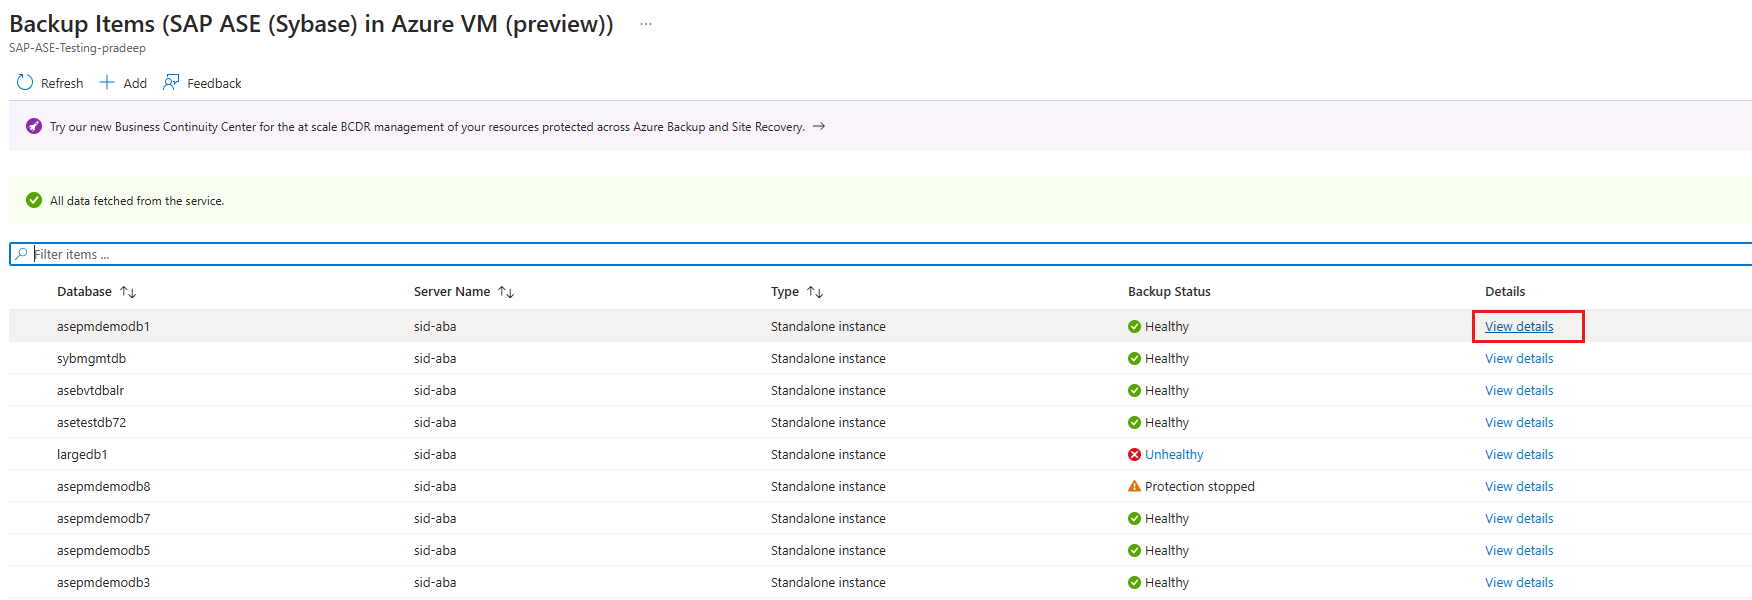 Backup Items (SAP ASE (Sybase) in Azure VM (preview)) ...
SAP-ASE-Testing-pradeep
Refresh Add Feedback
Try our new Business Continuity Center for the at scale BCDR management of your resources protected across Azure Backup and Site Recovery. →
All data fetched from the service.
Filter items ...
Database ↑↓ Server Name ↑↓ Type ↑↓ Backup Status Details
asepmdemodb1 sid-aba Standalone instance Healthy View details
sybmgmtdb sid-aba Standalone instance Healthy View details
asebvtdbalr sid-aba Standalone instance Healthy View details
asetestdb72 sid-aba Standalone instance Healthy View details
largedb1 sid-aba Standalone instance Unhealthy View details
asepmdemodb8 sid-aba Standalone instance Protection stopped View details
asepmdemodb7 sid-aba Standalone instance Healthy View details
asepmdemodb5 sid-aba Standalone instance Healthy View details
asepmdemodb3 sid-aba Standalone instance Healthy View details